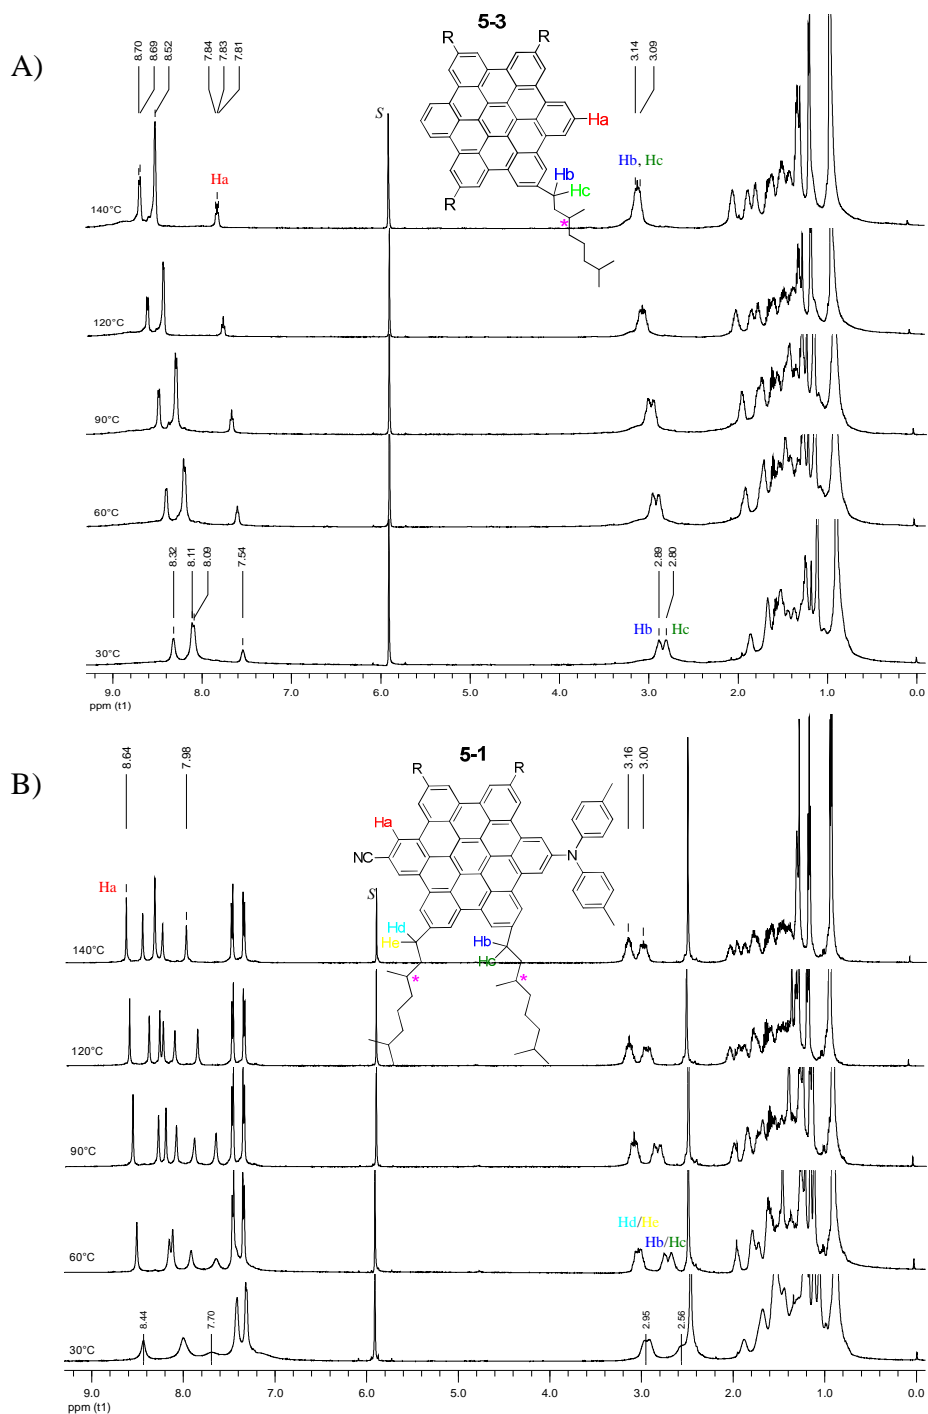 A)
5-3
R
R
8.70
8.69
8.52
7.84
7.83
7.81
3.14
3.09
S
Ha
Ha
Hb
Hc
Hb, Hc
R
*
140°C
120°C
90°C
60°C
8.32
8.11
8.09
7.54
2.89
2.80
Hb
Hc
30°C
9.0 8.0 7.0 6.0 5.0 4.0 3.0 2.0 1.0 0.0
ppm (t1)
B)
5-1
R
R
8.64
7.98
3.16
3.00
Ha
NC
N
Ha
S
Hd
He
Hb
Hc
*
*
140°C
120°C
90°C
Hd/He
Hb/Hc
60°C
8.44
7.70
2.95
2.56
30°C
9.0 8.0 7.0 6.0 5.0 4.0 3.0 2.0 1.0 0.0
ppm (t1)